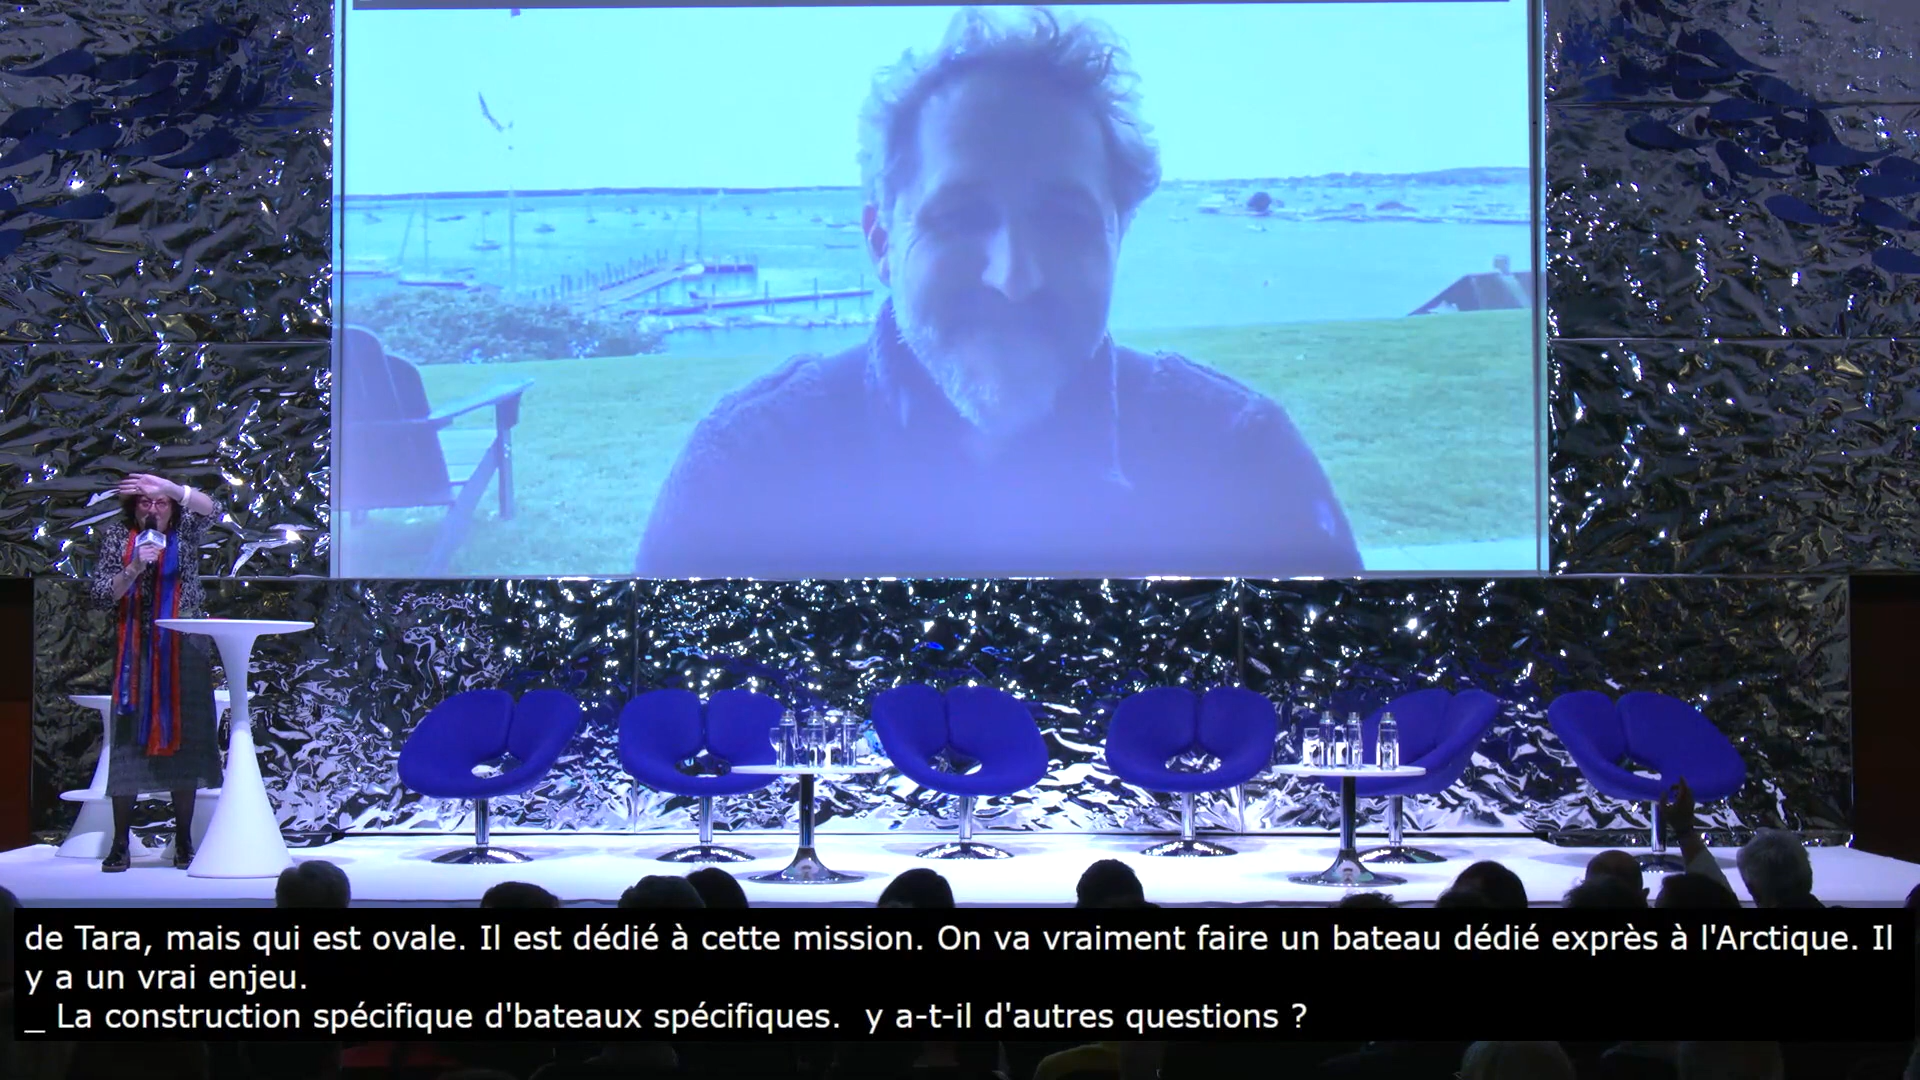 de Tara, mais qui est ovale. Il est dédié à cette mission. On va vraiment faire un bateau dédié exprès à l'Arctique. Il
y a un vrai enjeu.
_ La construction spécifique d'bateaux spécifiques.  y a-t-il d'autres questions ?